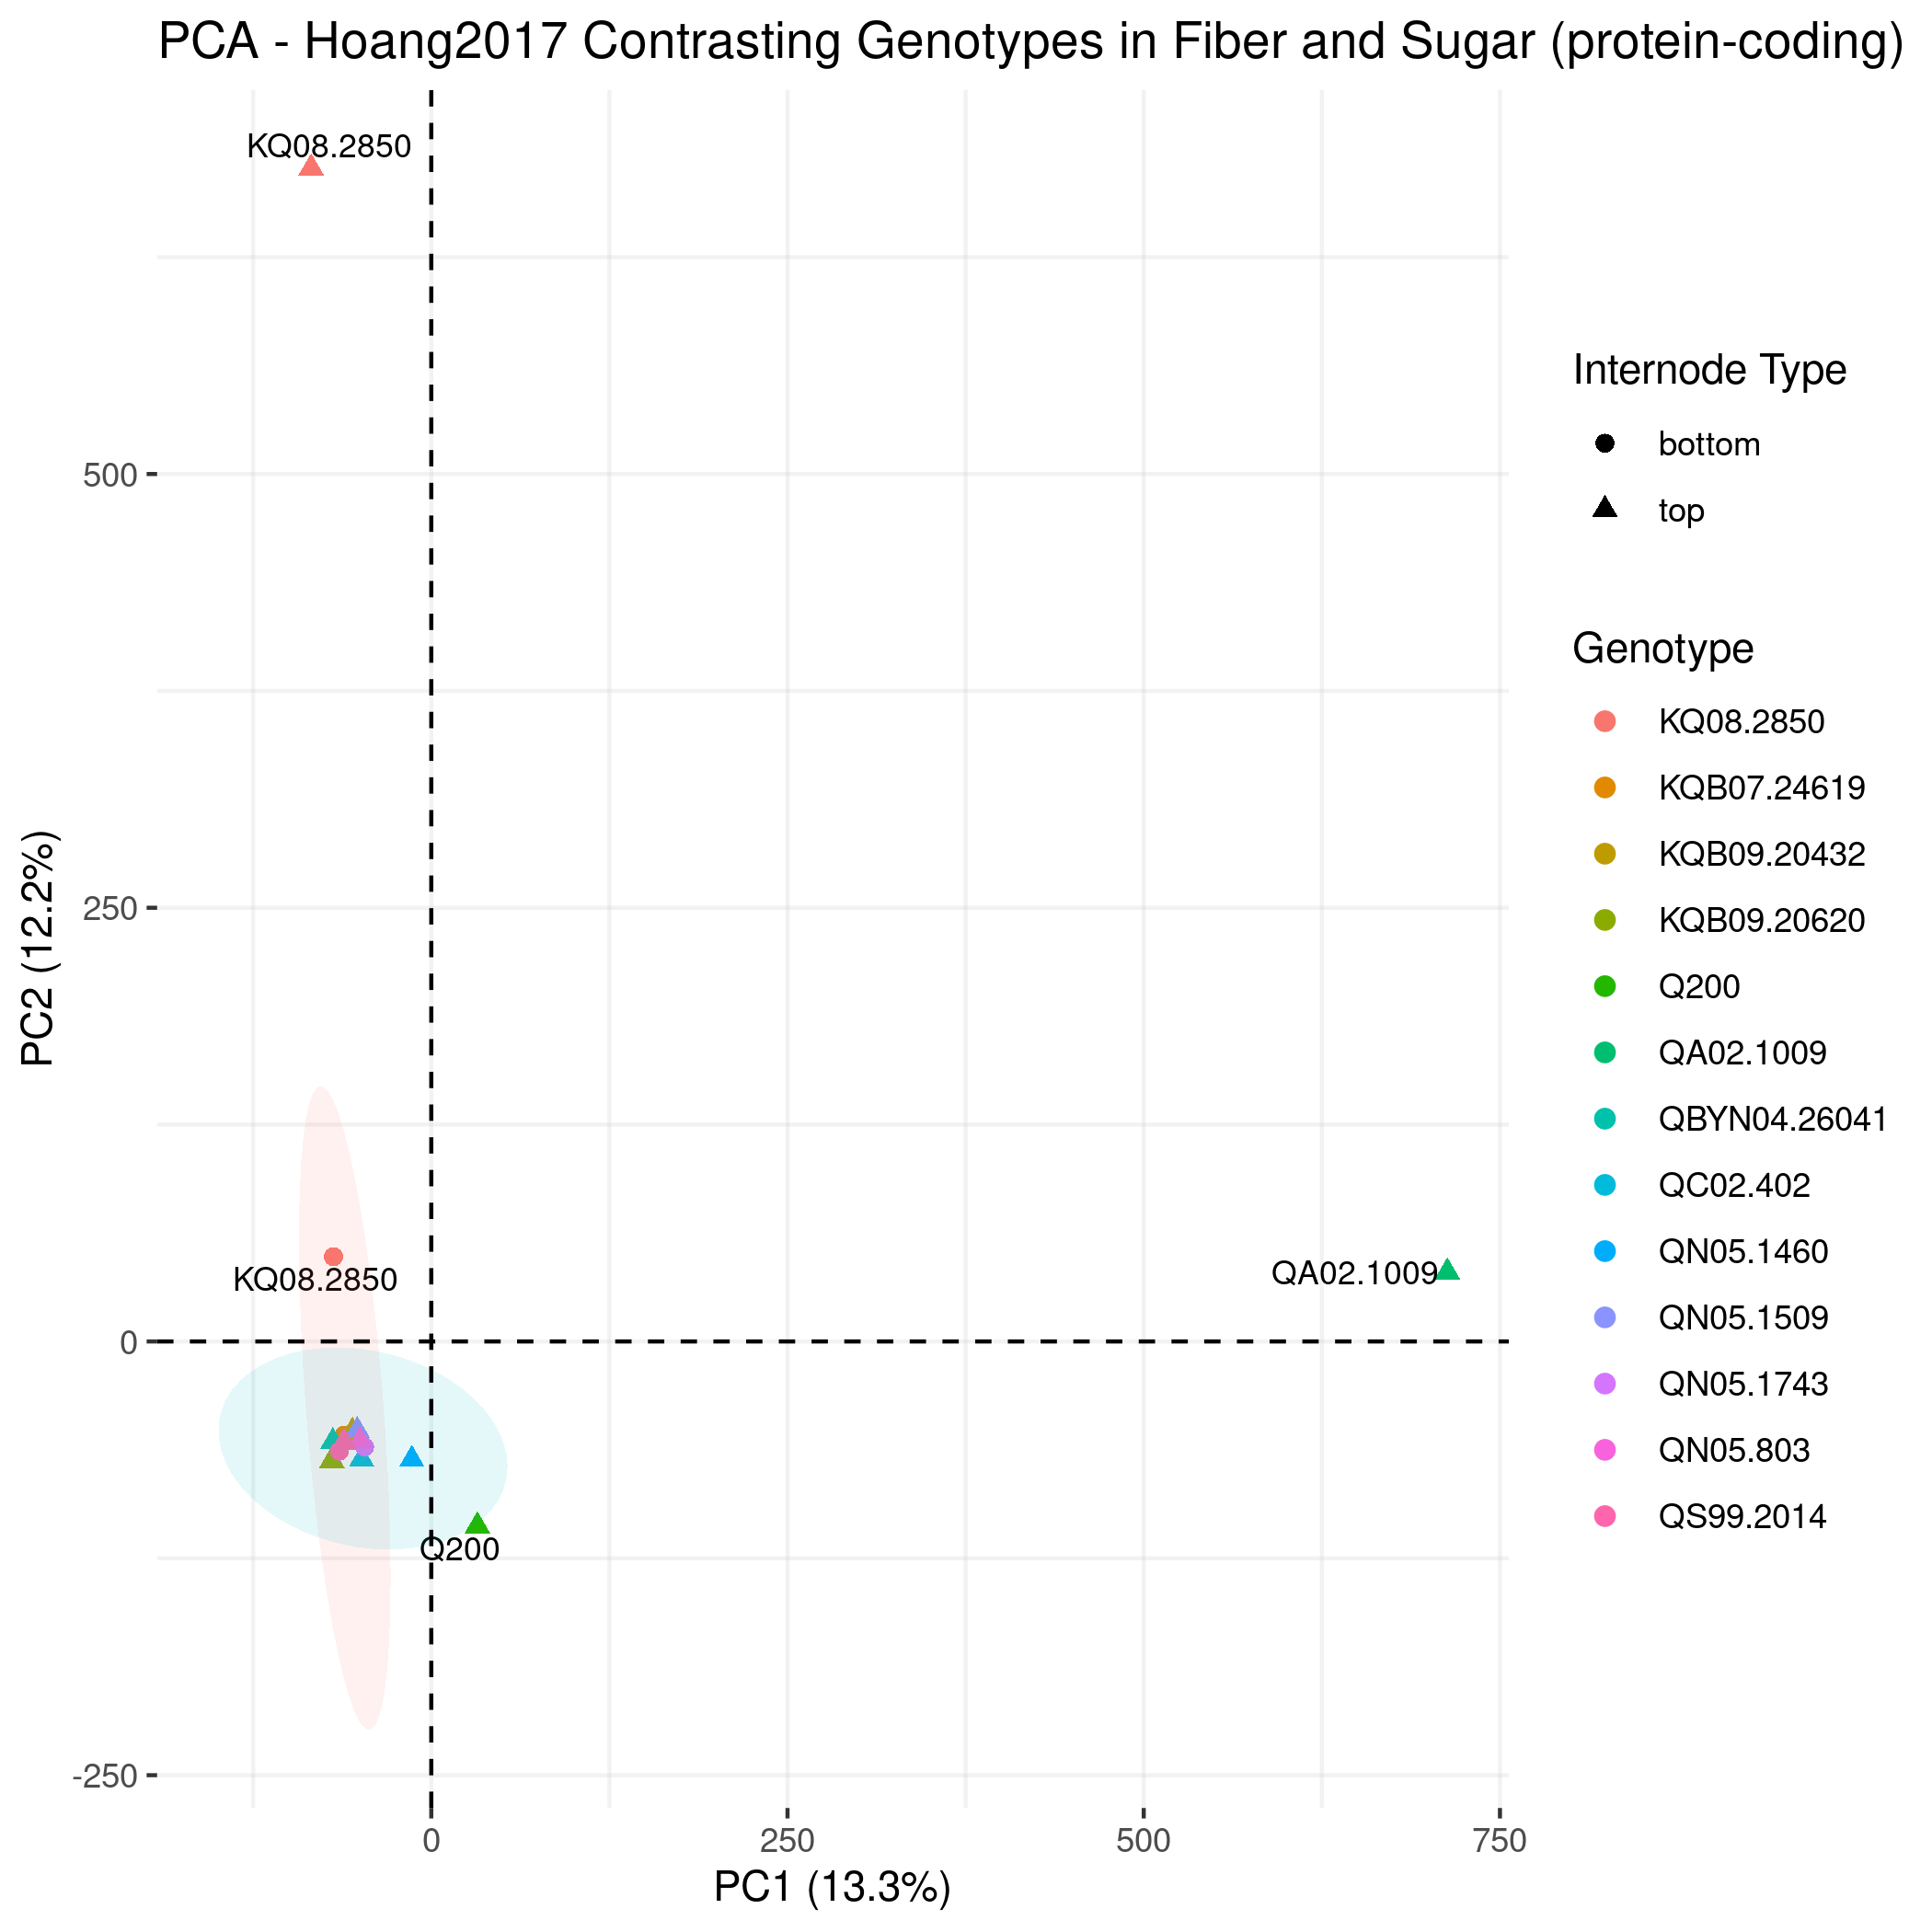 PCA - Hoang2017 Contrasting Genotypes in Fiber and Sugar (protein-coding)
KQ08.2850
500
250
0
-250
PC2 (12.2%)
KQ08.2850
QA02.1009
Q200
0
250
500
750
PC1 (13.3%)
Internode Type
bottom
top
Genotype
KQ08.2850
KQB07.24619
KQB09.20432
KQB09.20620
Q200
QA02.1009
QBYN04.26041
QC02.402
QN05.1460
QN05.1509
QN05.1743
QN05.803
QS99.2014